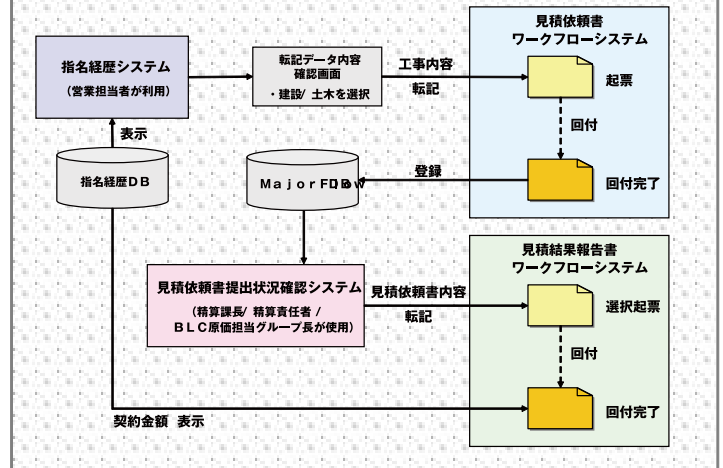 見積依頼書
ワークフローシステム
指名経歴システム
(営業担当者が利用)
転記データ内容
確認画面
・建設/ 土木を選択
工事内容
転記
起票
回付
回付完了
表示
指名経歴DB
登録
見積結果報告書
ワークフローシステム
見積依頼書提出状況確認システム
(精算課長/ 精算責任者 /
BLC原価担当グループ長が使用)
見積依頼書内容
転記
選択起票
回付
回付完了
契約金額 表示